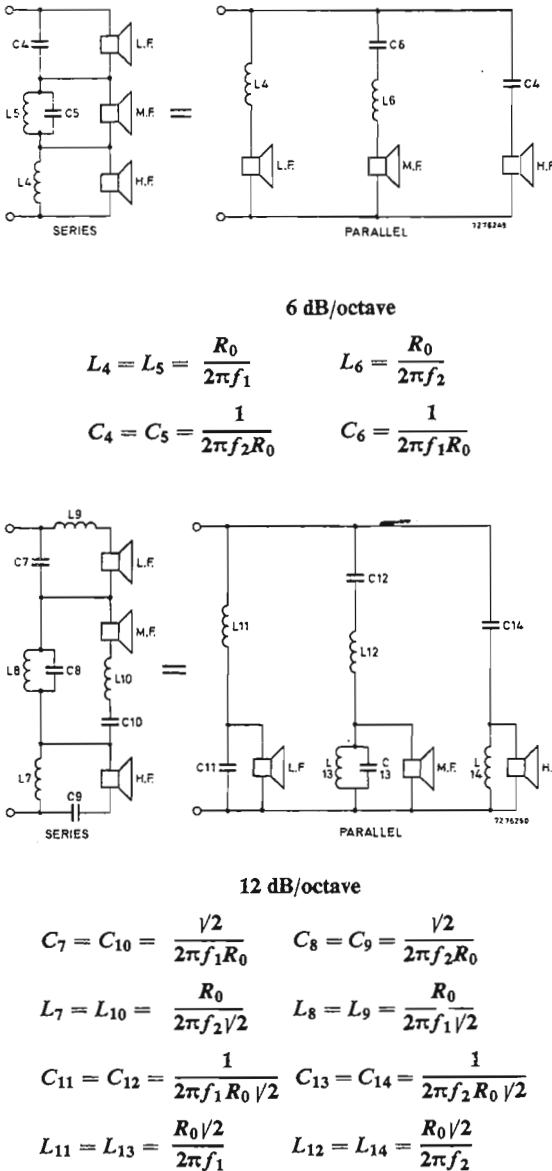 C4 L.F. C6
L4 C4
L5 C5 M.F. = L6
L4 H.F. L.F. M.F. H.F
SERIES PARALLEL 7276249
6 dB/octave
L₄ = L₅ = R₀/2πf₁ L₆ = R₀/2πf₂
C₄ = C₅ = 1/2πf₂R₀ C₆ = 1/2πf₁R₀
L9
C7 L.F. C12
M.F. L11 C14
L8 C8 L10 = L12
C10
L7 H.F. C11 L.F L13 C13 M.F. L14 H.
C9
SERIES PARALLEL 7276290
12 dB/octave
C₇ = C₁₀ = √2/2πf₁R₀ C₈ = C₉ = √2/2πf₂R₀
L₇ = L₁₀ = R₀/2πf₂√2 L₈ = L₉ = R₀/2πf₁√2
C₁₁ = C₁₂ = 1/2πf₁R₀√2 C₁₃ = C₁₄ = 1/2πf₂R₀√2
L₁₁ = L₁₃ = R₀√2/2πf₁ L₁₂ = L₁₄ = R₀√2/2πf₂